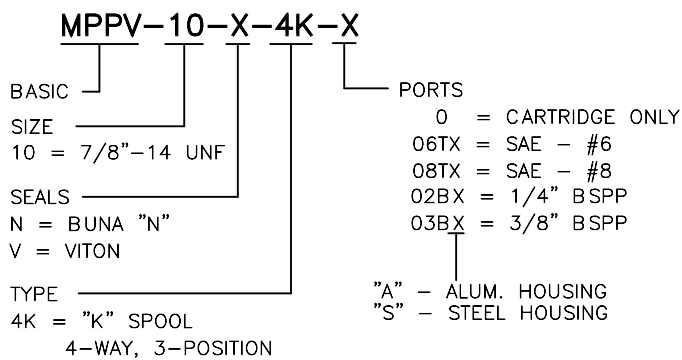 MPPV-10-X-4K-X
BASIC
SIZE
10 = 7/8"-14 UNF
SEALS
N = BUNA "N"
V = VITON
TYPE
4K = "K" SPOOL
4-WAY, 3-POSITION
PORTS
0 = CARTRIDGE ONLY
06TX = SAE - #6
08TX = SAE - #8
02BX = 1/4" BSPP
03BX = 3/8" BSPP
"A" - ALUM. HOUSING
"S" - STEEL HOUSING